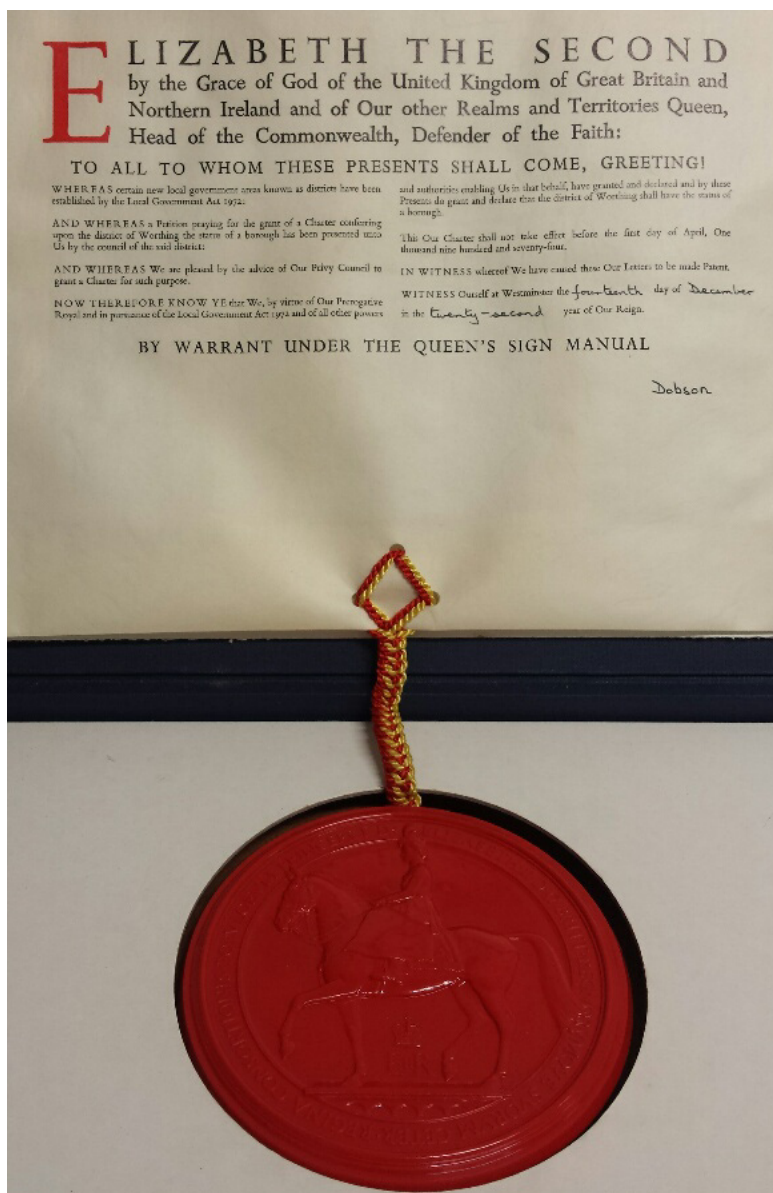 ELIZABETH THE SECOND
by the Grace of God of the United Kingdom of Great Britain and
Northern Ireland and of Our other Realms and Territories Queen,
Head of the Commonwealth, Defender of the Faith:
TO ALL TO WHOM THESE PRESENTS SHALL COME, GREETING!
WHEREAS certain new local government areas known as districts have been
established by the Local Government Act 1972:
AND WHEREAS a Petition praying for the grant of a Charter conferring
upon the district of Worthing the status of a borough has been presented unto
Us by the council of the said district:
AND WHEREAS We are pleased by the advice of Our Privy Council to
grant a Charter for such purpose.
NOW THEREFORE KNOW YE that We, by virtue of Our Prerogative
Royal and in pursuance of the Local Government Act 1972 and of all other powers
and authorities enabling Us in that behalf, have granted and declared and by these
Presents do grant and declare that the district of Worthing shall have the status of
a borough.
This Our Charter shall not take effect before the first day of April, One
thousand nine hundred and seventy-four.
IN WITNESS whereof We have caused these Our Letters to be made Patent.
WITNESS Ourself at Westminster the fourteenth day of December
in the twenty-second year of Our Reign.
BY WARRANT UNDER THE QUEEN'S SIGN MANUAL
Dobson